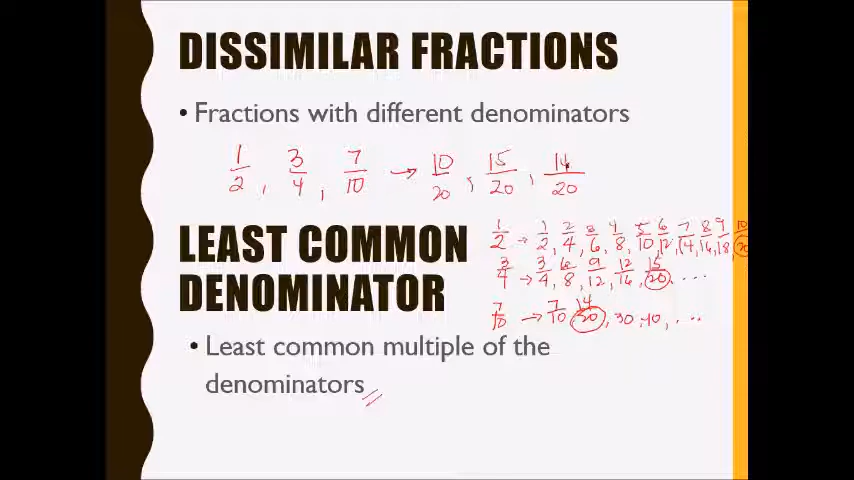 DISSIMILAR FRACTIONS
• Fractions with different denominators
1/2, 3/4, 7/10 → 10/20, 15/20, 14/20
1/2 → 1/2, 2/4, 3/6, 4/8, 5/10, 6/12, 7/14, 8/16, 9/18, 10/20
LEAST COMMON
DENOMINATOR
3/4 → 3/4, 6/8, 9/12, 12/16, 15/20, ...
7/10 → 7/10, 14/20, 30, 40, ...
• Least common multiple of the
denominators